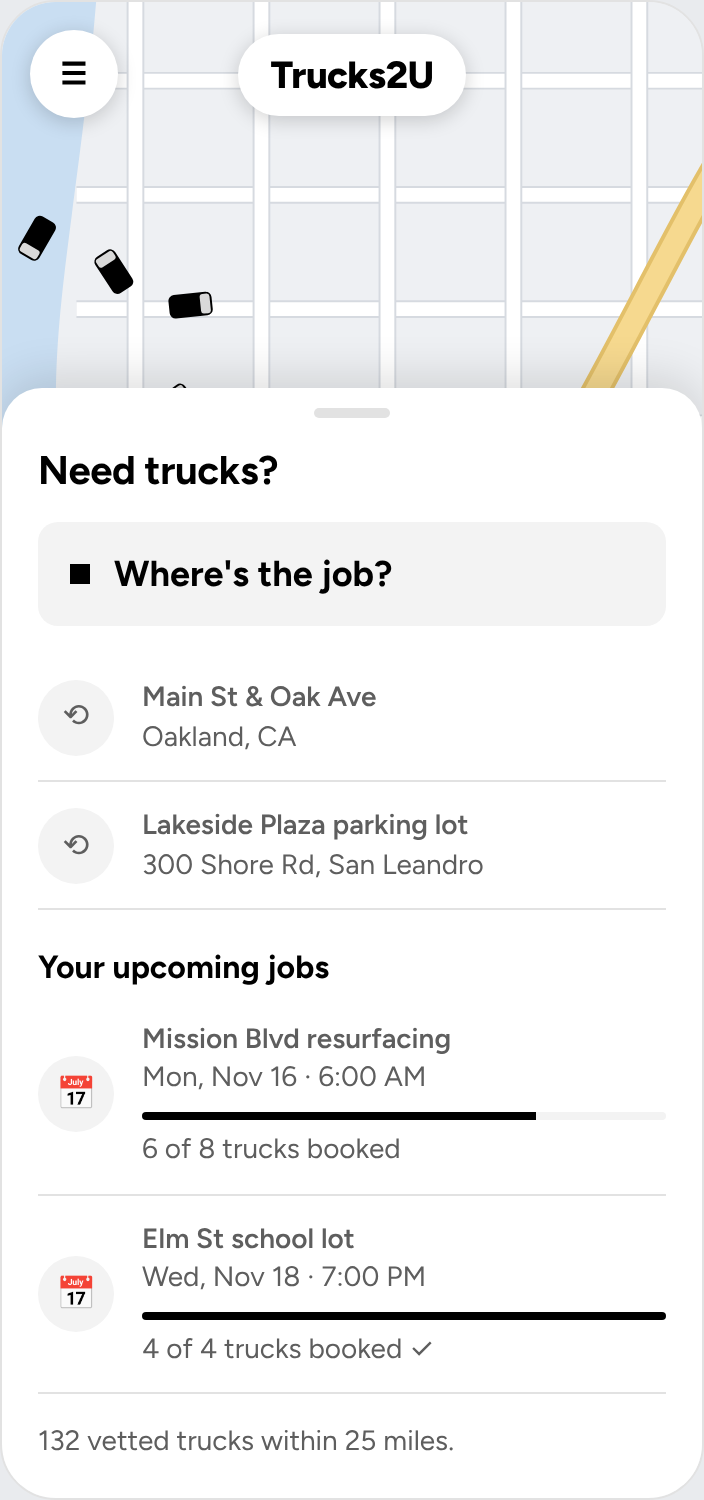 ☰
Trucks2U
Need trucks?
Where's the job?
Main St & Oak Ave
Oakland, CA
Lakeside Plaza parking lot
300 Shore Rd, San Leandro
Your upcoming jobs
Mission Blvd resurfacing
Mon, Nov 16 · 6:00 AM
July
17
6 of 8 trucks booked
Elm St school lot
Wed, Nov 18 · 7:00 PM
July
17
4 of 4 trucks booked ✓
132 vetted trucks within 25 miles.